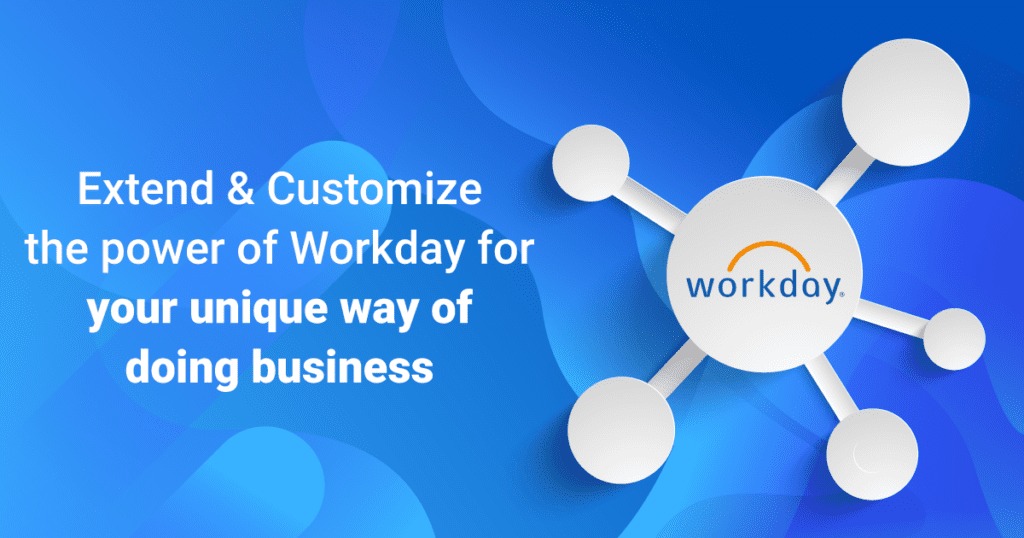 Extend & Customize
the power of Workday for
your unique way of
doing business
workday®